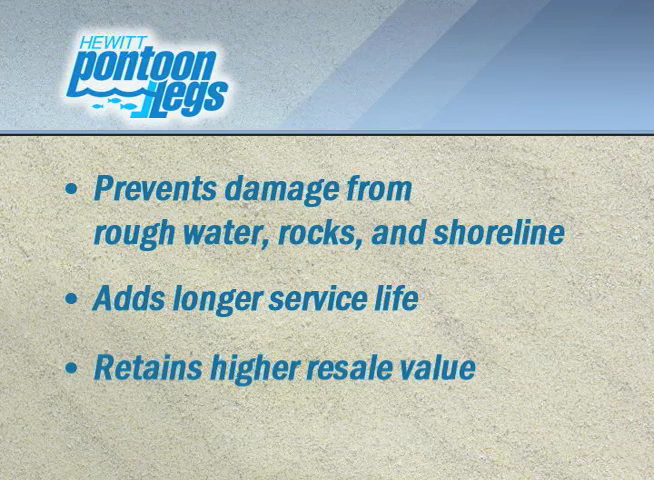 HEWITT
pontoon
Legs
• Prevents damage from
rough water, rocks, and shoreline
• Adds longer service life
• Retains higher resale value